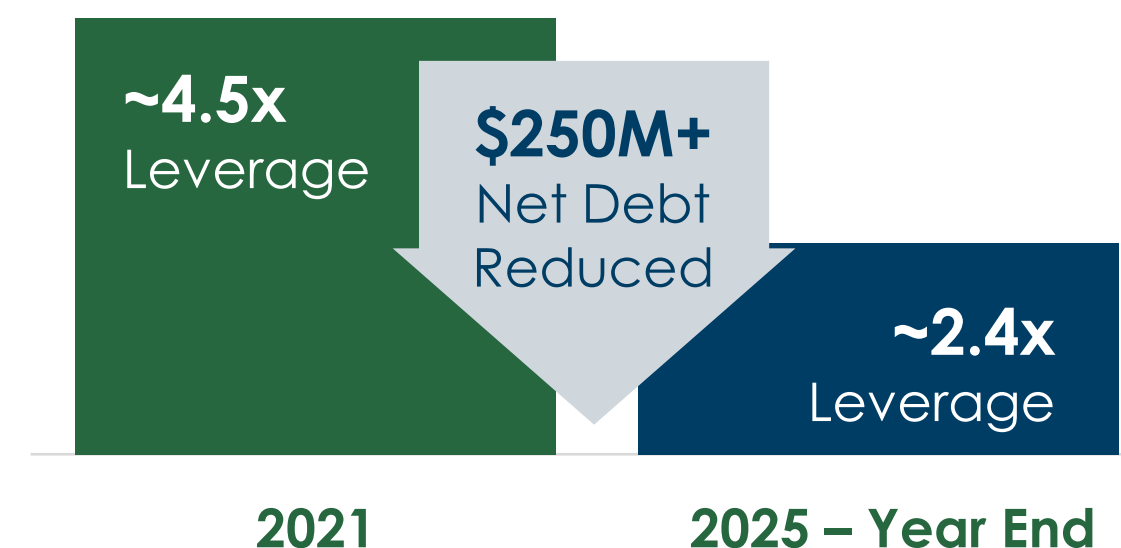 ~4.5x
Leverage
$250M+
Net Debt
Reduced
~2.4x
Leverage
2021
2025 – Year End